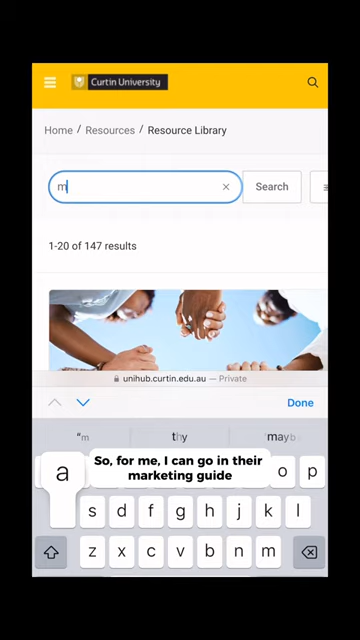 Curtin University
Home / Resources / Resource Library
m
Search
1-20 of 147 results
unihub.curtin.edu.au — Private
Done
"m
thy
mayb
So, for me, I can go in their
marketing guide
a
o p
s d f g h j k l
z x c v b n m